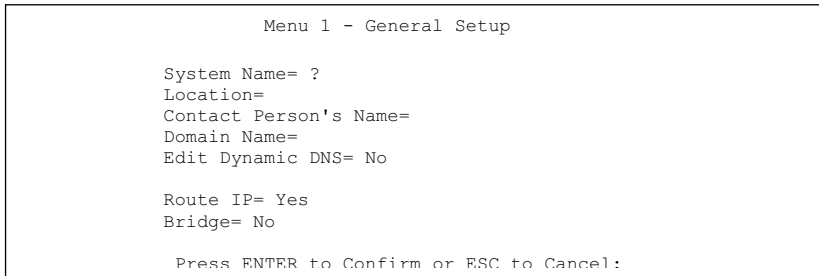 Menu 1 - General Setup
System Name= ?
Location=
Contact Person's Name=
Domain Name=
Edit Dynamic DNS= No
Route IP= Yes
Bridge= No
Press ENTER to Confirm or ESC to Cancel: